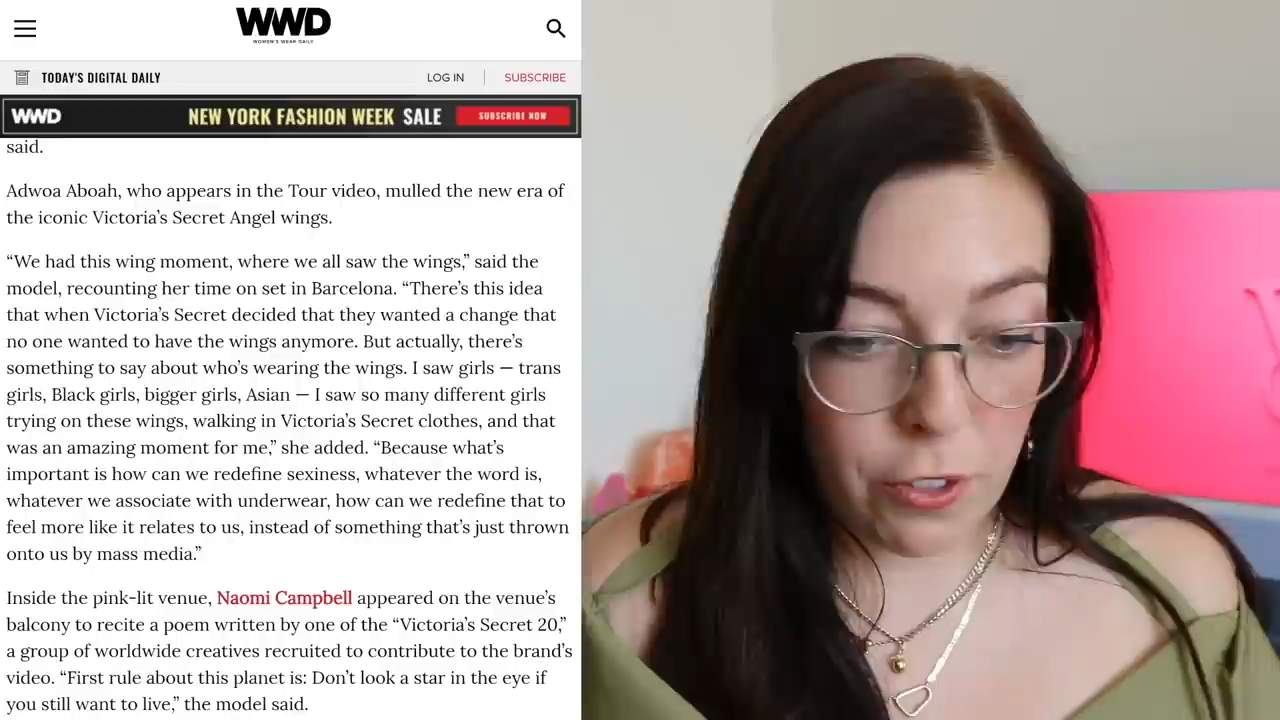 WWD
WOMEN'S WEAR DAILY
TODAY'S DIGITAL DAILY
LOG IN
SUBSCRIBE
WWD
NEW YORK FASHION WEEK SALE
SUBSCRIBE NOW
said.
Adwoa Aboah, who appears in the Tour video, mulled the new era of
the iconic Victoria’s Secret Angel wings.
“We had this wing moment, where we all saw the wings,” said the
model, recounting her time on set in Barcelona. “There’s this idea
that when Victoria’s Secret decided that they wanted a change that
no one wanted to have the wings anymore. But actually, there’s
something to say about who’s wearing the wings. I saw girls — trans
girls, Black girls, bigger girls, Asian — I saw so many different girls
trying on these wings, walking in Victoria’s Secret clothes, and that
was an amazing moment for me,” she added. “Because what’s
important is how can we redefine sexiness, whatever the word is,
whatever we associate with underwear, how can we redefine that to
feel more like it relates to us, instead of something that’s just thrown
onto us by mass media.”
Inside the pink-lit venue, Naomi Campbell appeared on the venue’s
balcony to recite a poem written by one of the “Victoria’s Secret 20,”
a group of worldwide creatives recruited to contribute to the brand’s
video. “First rule about this planet is: Don’t look a star in the eye if
you still want to live,” the model said.